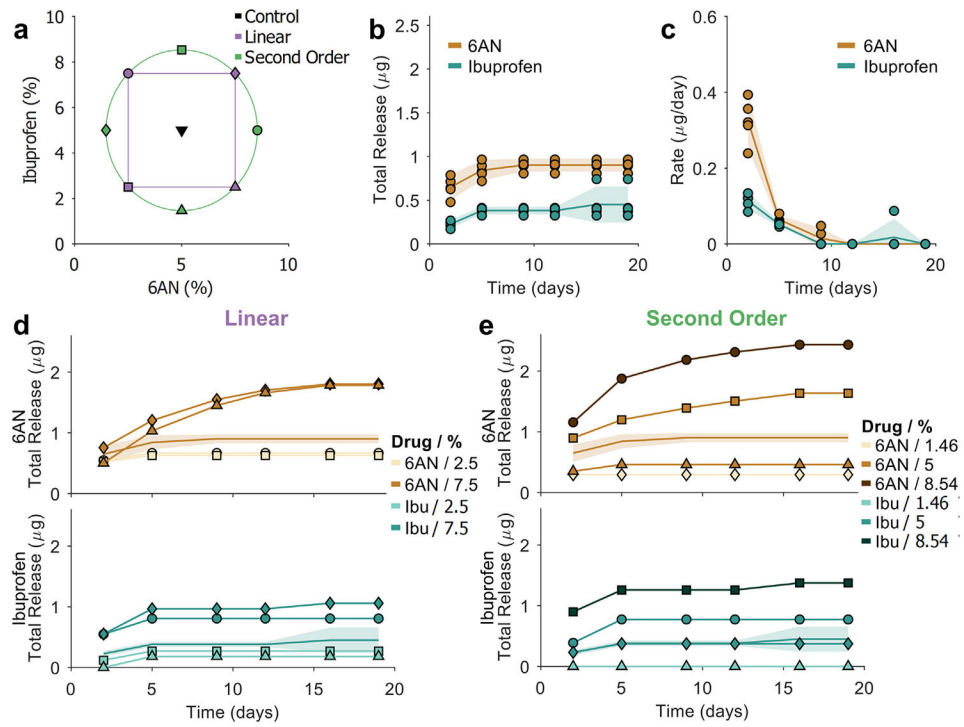 a
10
8
6
4
2
0
Ibuprofen (%)
0
5
10
6AN (%)
Control
Linear
Second Order
b
6AN
Ibuprofen
2.5
2
1.5
1
0.5
0
Total Release (μg)
0
10
20
Time (days)
c
6AN
Ibuprofen
0.6
0.4
0.2
0
Rate (μg/day)
0
10
20
Time (days)
d
Linear
2
1
0
6AN
Total Release (μg)
2
1
0
Ibuprofen
Total Release (μg)
0
5
10
15
20
Time (days)
Drug / %
6AN / 2.5
6AN / 7.5
Ibu / 2.5
Ibu / 7.5
e
Second Order
2
1
0
6AN
Total Release (μg)
2
1
0
Ibuprofen
Total Release (μg)
0
5
10
15
20
Time (days)
Drug / %
6AN / 1.46
6AN / 5
6AN / 8.54
Ibu / 1.46
Ibu / 5
Ibu / 8.54